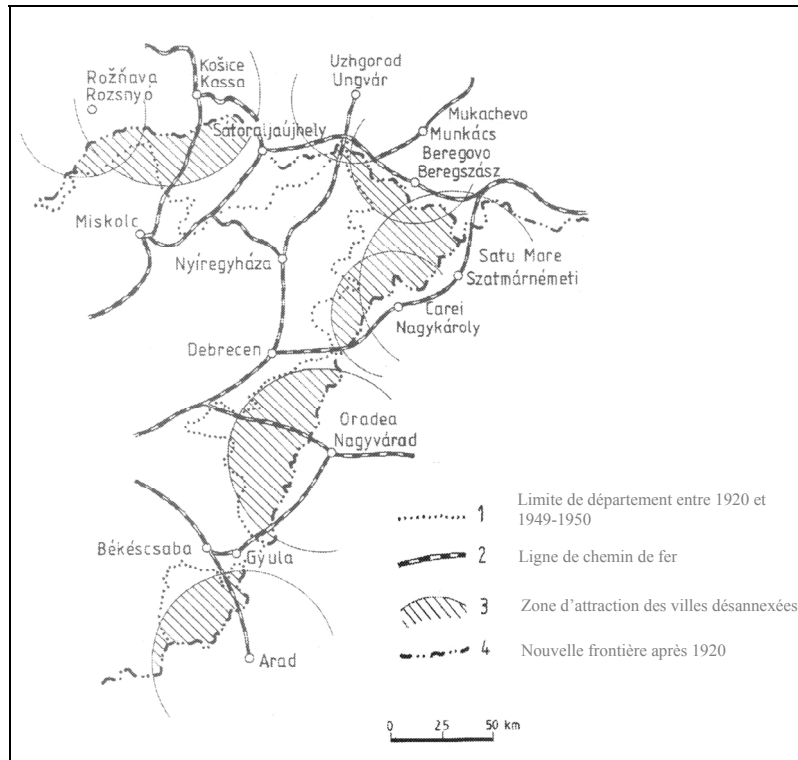 Košice
Kassa
Rožňava
Rozsnyó
Uzhgorod
Ungvár
Mukachevo
Munkács
Beregovo
Beregszász
Sátoraljaújhely
Miskolc
Nyíregyháza
Satu Mare
Szatmárnémeti
Carei
Nagykároly
Debrecen
Oradea
Nagyvárad
Békéscsaba
Gyula
Arad
1 Limite de département entre 1920 et
1949-1950
2 Ligne de chemin de fer
3 Zone d’attraction des villes désannexées
4 Nouvelle frontière après 1920
0 25 50 km